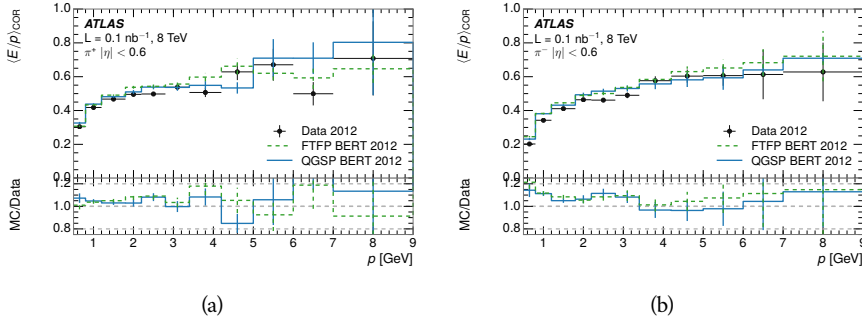 ⟨E/p⟩COR
1.0
0.8
0.6
0.4
0.2
0.0
ATLAS
L = 0.1 nb⁻¹, 8 TeV
π⁺ |η| < 0.6
Data 2012
FTFP BERT 2012
QGSP BERT 2012
MC/Data
1.2
1.0
0.8
1 2 3 4 5 6 7 8 9
p [GeV]
(a)
⟨E/p⟩COR
1.0
0.8
0.6
0.4
0.2
0.0
ATLAS
L = 0.1 nb⁻¹, 8 TeV
π⁻ |η| < 0.6
Data 2012
FTFP BERT 2012
QGSP BERT 2012
MC/Data
1.2
1.0
0.8
1 2 3 4 5 6 7 8 9
p [GeV]
(b)